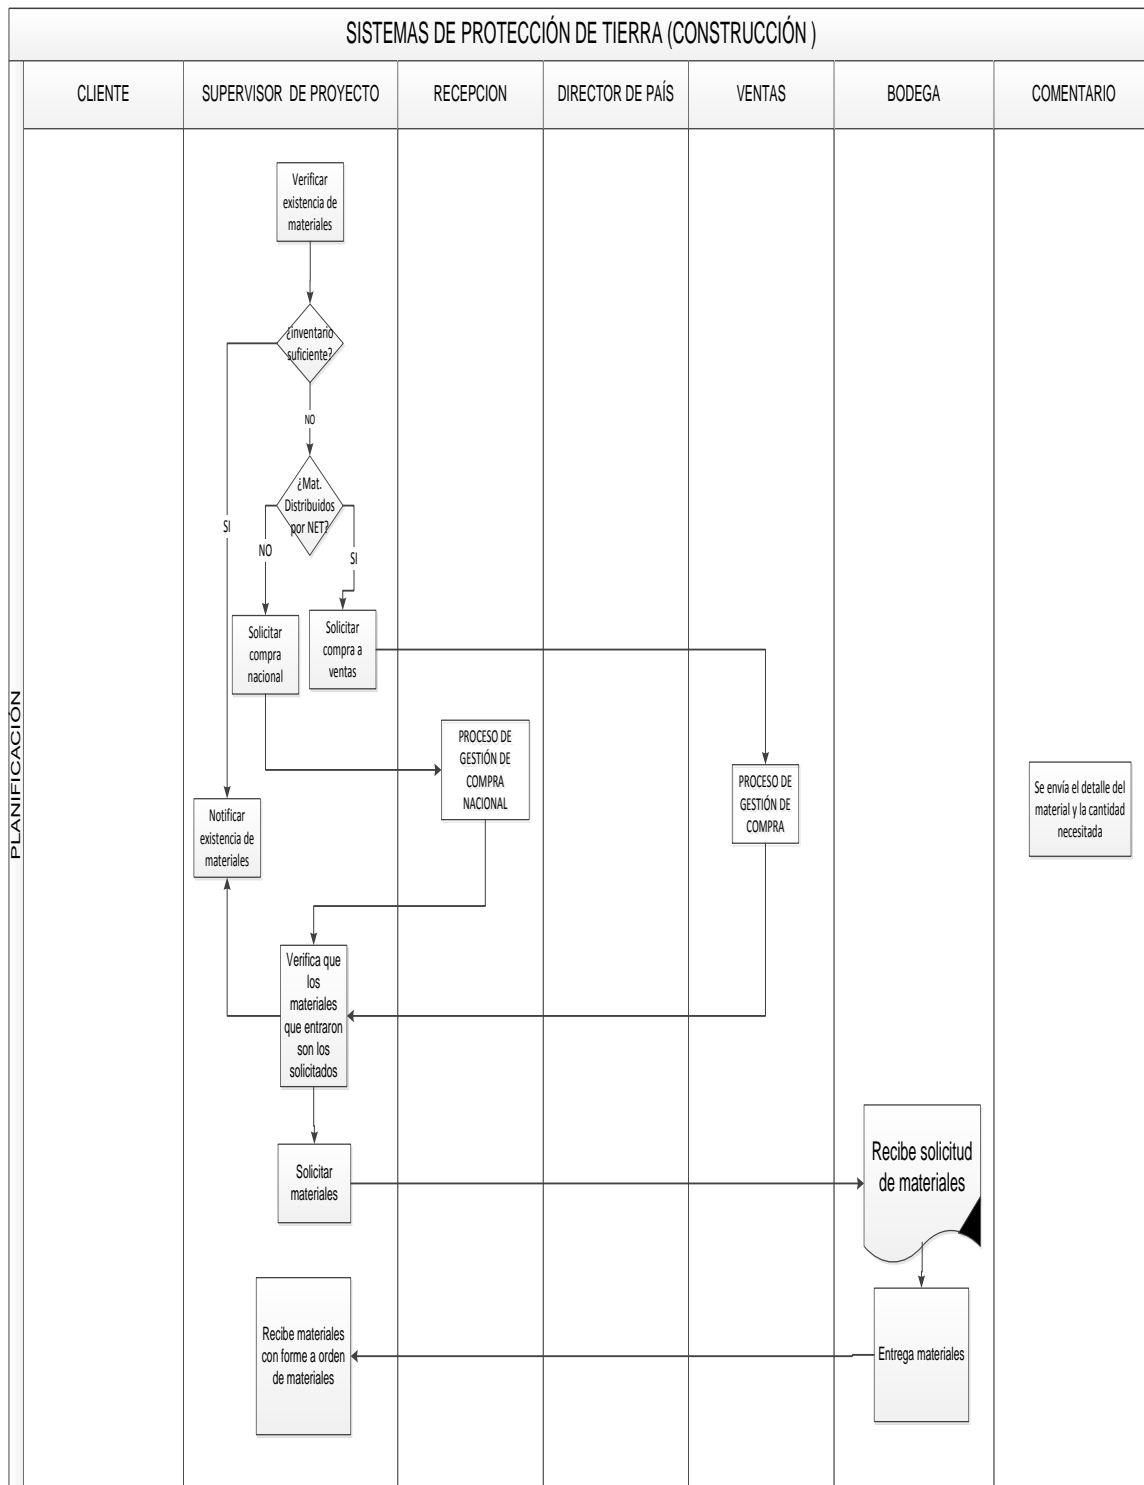 SISTEMAS DE PROTECCIÓN DE TIERRA (CONSTRUCCIÓN )
CLIENTE
SUPERVISOR DE PROYECTO
RECEPCION
DIRECTOR DE PAÍS
VENTAS
BODEGA
COMENTARIO
PLANIFICACIÓN
Verificar
existencia de
materiales
¿inventario
suficiente?
NO
¿Mat.
Distribuidos
por NET?
SI
NO
SI
Solicitar
compra
nacional
Solicitar
compra a
ventas
PROCESO DE
GESTIÓN DE
COMPRA
NACIONAL
PROCESO DE
GESTIÓN DE
COMPRA
Se envía el detalle del
material y la cantidad
necesitada
Notificar
existencia de
materiales
Verifica que
los
materiales
que entraron
son los
solicitados
Solicitar
materiales
Recibe solicitud
de materiales
Recibe materiales
con forme a orden
de materiales
Entrega materiales